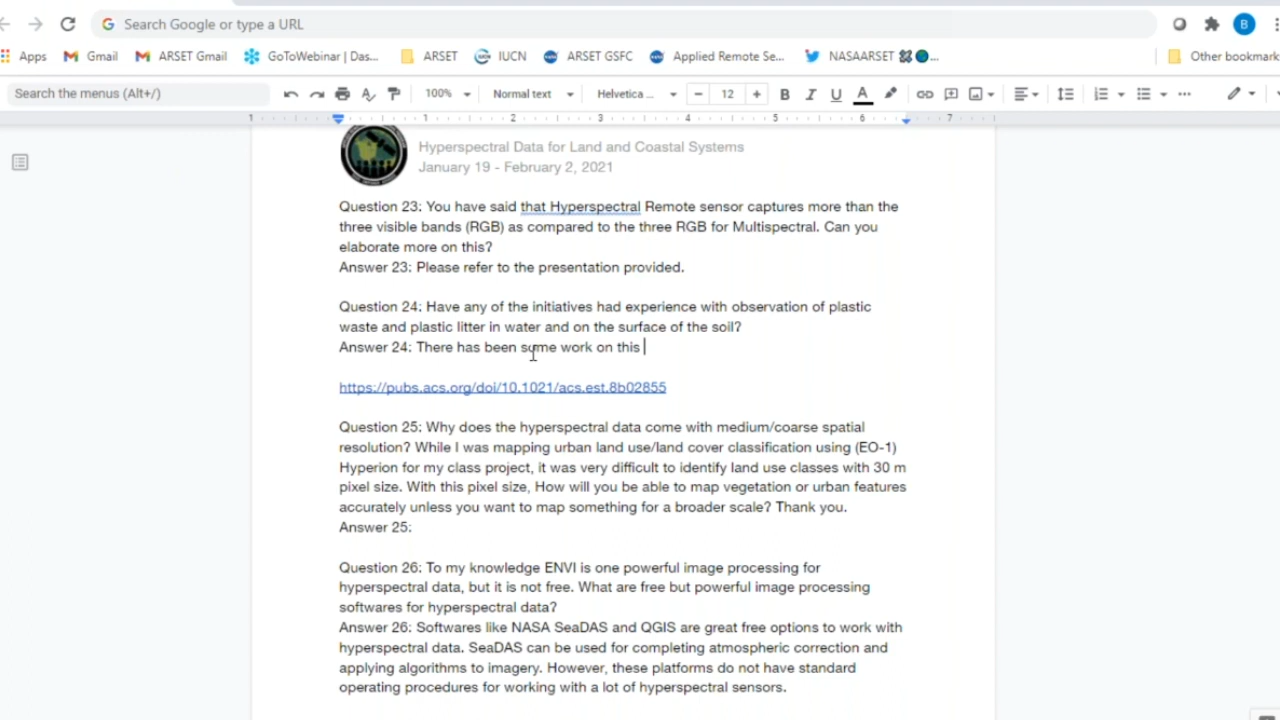 Search Google or type a URL
B
Apps
Gmail
ARSET Gmail
GoToWebinar | Das...
ARSET
IUCN
ARSET GSFC
Applied Remote Se...
NASAARSET
Other bookmark
Search the menus (Alt+/)
100%
Normal text
Helvetica ...
12
B I U A
1 1 2 3 4 5 6 7
Hyperspectral Data for Land and Coastal Systems
January 19 - February 2, 2021
Question 23: You have said that Hyperspectral Remote sensor captures more than the
three visible bands (RGB) as compared to the three RGB for Multispectral. Can you
elaborate more on this?
Answer 23: Please refer to the presentation provided.
Question 24: Have any of the initiatives had experience with observation of plastic
waste and plastic litter in water and on the surface of the soil?
Answer 24: There has been some work on this
https://pubs.acs.org/doi/10.1021/acs.est.8b02855
Question 25: Why does the hyperspectral data come with medium/coarse spatial
resolution? While I was mapping urban land use/land cover classification using (EO-1)
Hyperion for my class project, it was very difficult to identify land use classes with 30 m
pixel size. With this pixel size, How will you be able to map vegetation or urban features
accurately unless you want to map something for a broader scale? Thank you.
Answer 25:
Question 26: To my knowledge ENVI is one powerful image processing for
hyperspectral data, but it is not free. What are free but powerful image processing
softwares for hyperspectral data?
Answer 26: Softwares like NASA SeaDAS and QGIS are great free options to work with
hyperspectral data. SeaDAS can be used for completing atmospheric correction and
applying algorithms to imagery. However, these platforms do not have standard
operating procedures for working with a lot of hyperspectral sensors.